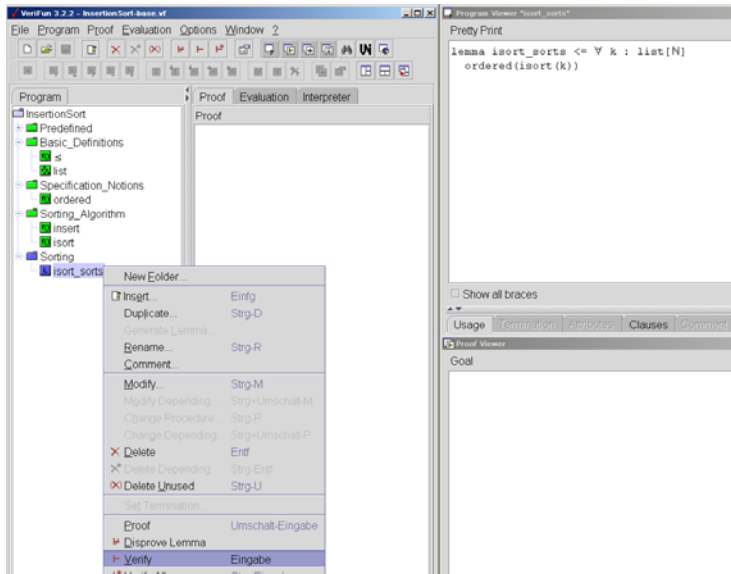 VeriFun 3.2.2 - InsertionSort-base.vf
File Program Proof Evaluation Options Window ?
Program
InsertionSort
Predefined
Basic_Definitions
≤
list
Specification_Notions
ordered
Sorting_Algorithm
insert
isort
Sorting
isort_sorts
Proof Evaluation Interpreter
Proof
New Folder...
Insert... Einfg
Duplicate... Strg-D
Generate Lemma...
Rename... Strg-R
Comment...
Modify... Strg-M
Modify Depending... Strg+Umschalt-M
Change Procedure... Strg-P
Change Depending... Strg+Umschalt-P
Delete Entf
Delete Depending Strg-Entf
Delete Unused Strg-U
Set Termination...
Proof Umschalt-Eingabe
Disprove Lemma
Verify Eingabe
Program Viewer "isort_sorts"
Pretty Print
lemma isort_sorts <= ∀ k : list[ℕ]
ordered(isort(k))
Show all braces
Usage Termination Attributes Clauses Comment
Proof Viewer
Goal